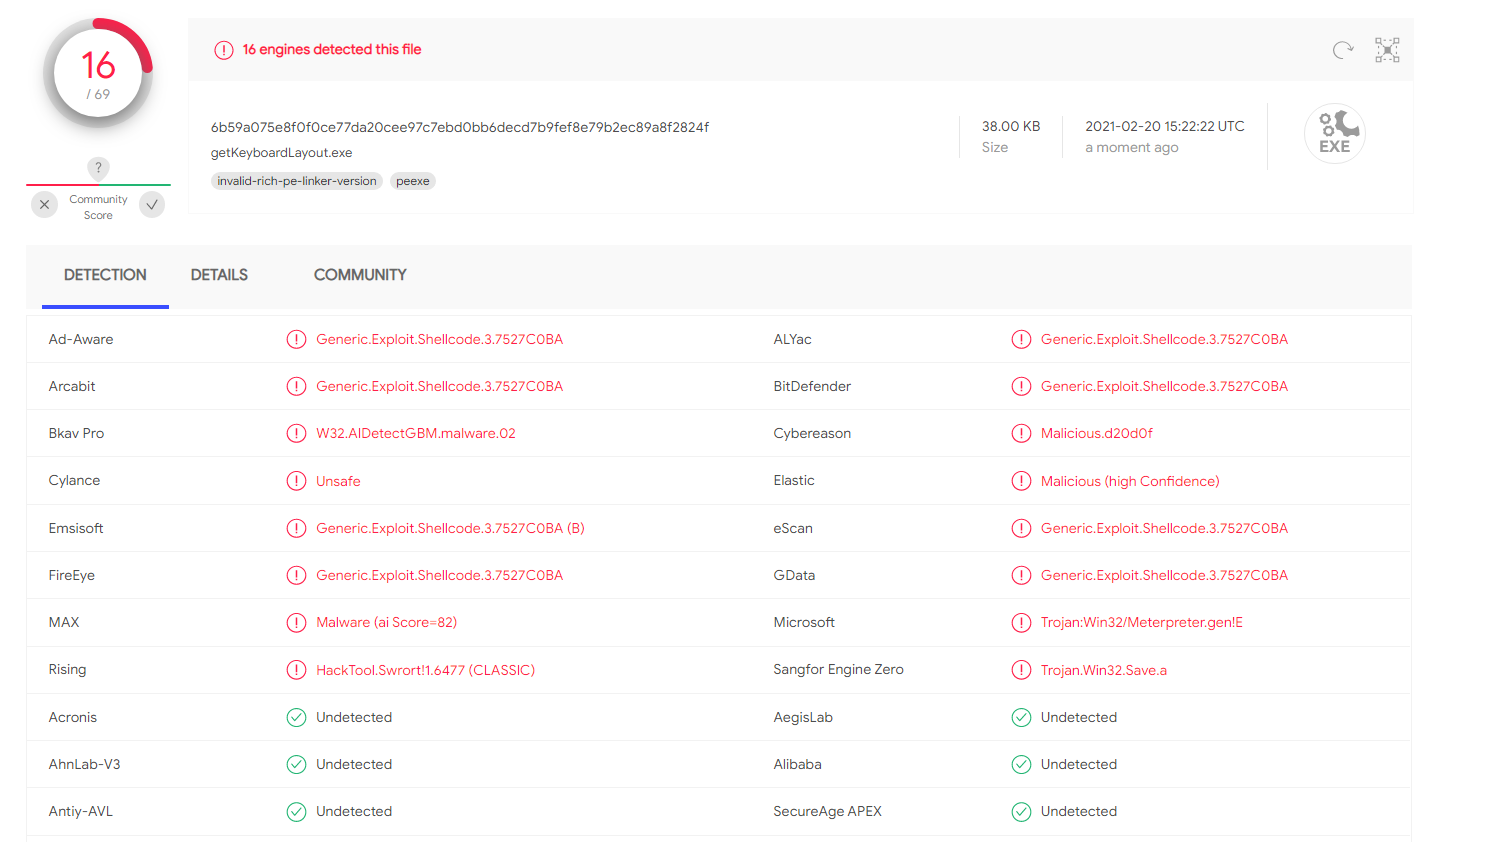 16
/ 69
?
Community
Score
16 engines detected this file
6b59a075e8f0f0ce77da20cee97c7ebd0bb6decd7b9fef8e79b2ec89a8f2824f
getKeyboardLayout.exe
invalid-rich-pe-linker-version peexe
38.00 KB
Size
2021-02-20 15:22:22 UTC
a moment ago
EXE
DETECTION DETAILS COMMUNITY
Ad-Aware Generic.Exploit.Shellcode.3.7527C0BA ALYac Generic.Exploit.Shellcode.3.7527C0BA
Arcabit Generic.Exploit.Shellcode.3.7527C0BA BitDefender Generic.Exploit.Shellcode.3.7527C0BA
Bkav Pro W32.AIDetectGBM.malware.02 Cybereason Malicious.d20d0f
Cylance Unsafe Elastic Malicious (high Confidence)
Emsisoft Generic.Exploit.Shellcode.3.7527C0BA (B) eScan Generic.Exploit.Shellcode.3.7527C0BA
FireEye Generic.Exploit.Shellcode.3.7527C0BA GData Generic.Exploit.Shellcode.3.7527C0BA
MAX Malware (ai Score=82) Microsoft Trojan:Win32/Meterpreter.gen!E
Rising HackTool.Swrort!1.6477 (CLASSIC) Sangfor Engine Zero Trojan.Win32.Save.a
Acronis Undetected AegisLab Undetected
AhnLab-V3 Undetected Alibaba Undetected
Antiy-AVL Undetected SecureAge APEX Undetected